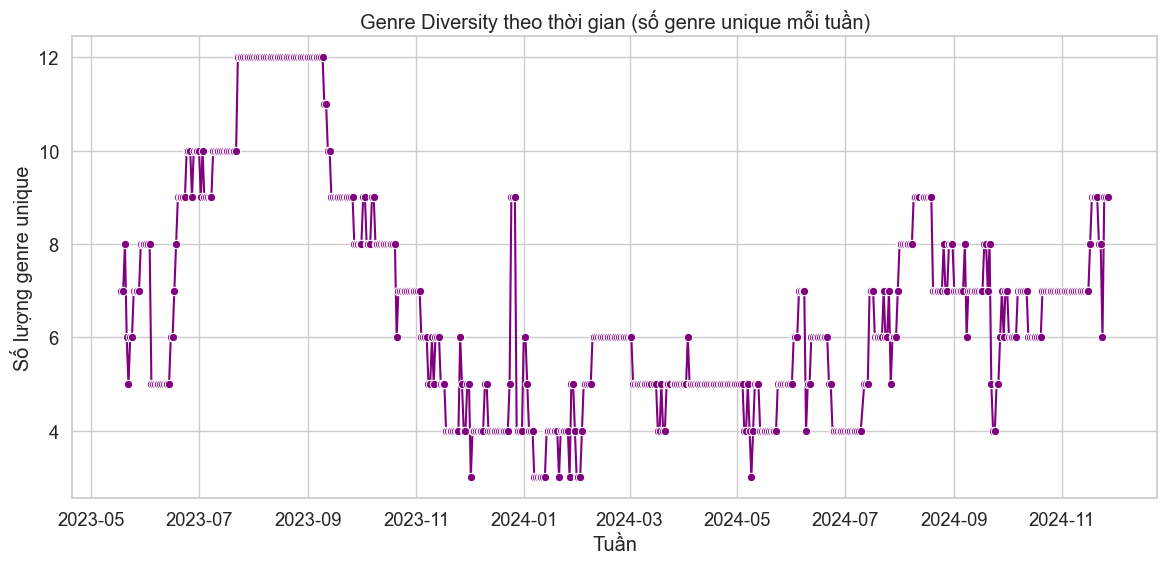 Genre Diversity theo thời gian (số genre unique mỗi tuần)
Số lượng genre unique
12
10
8
6
4
2023-05 2023-07 2023-09 2023-11 2024-01 2024-03 2024-05 2024-07 2024-09 2024-11
Tuần